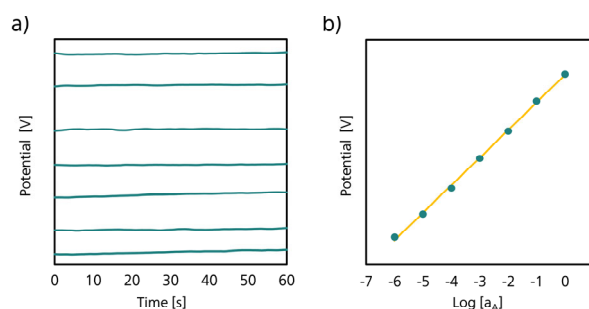 a)
Potential [V]
0 10 20 30 40 50 60
Time [s]
b)
Potential [V]
-7 -6 -5 -4 -3 -2 -1 0
Log [aA]